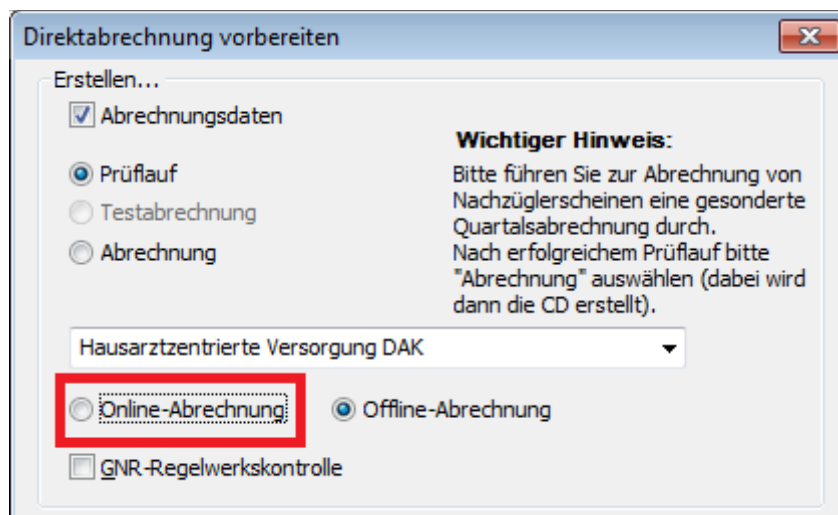 Direktabrechnung vorbereiten
Erstellen...
Abrechnungsdaten
Prüflauf
Testabrechnung
Abrechnung
Wichtiger Hinweis:
Bitte führen Sie zur Abrechnung von
Nachzüglerscheinen eine gesonderte
Quartalsabrechnung durch.
Nach erfolgreichem Prüflauf bitte
"Abrechnung" auswählen (dabei wird
dann die CD erstellt).
Hausarztzentrierte Versorgung DAK
Online-Abrechnung Offline-Abrechnung
GNR-Regelwerkskontrolle